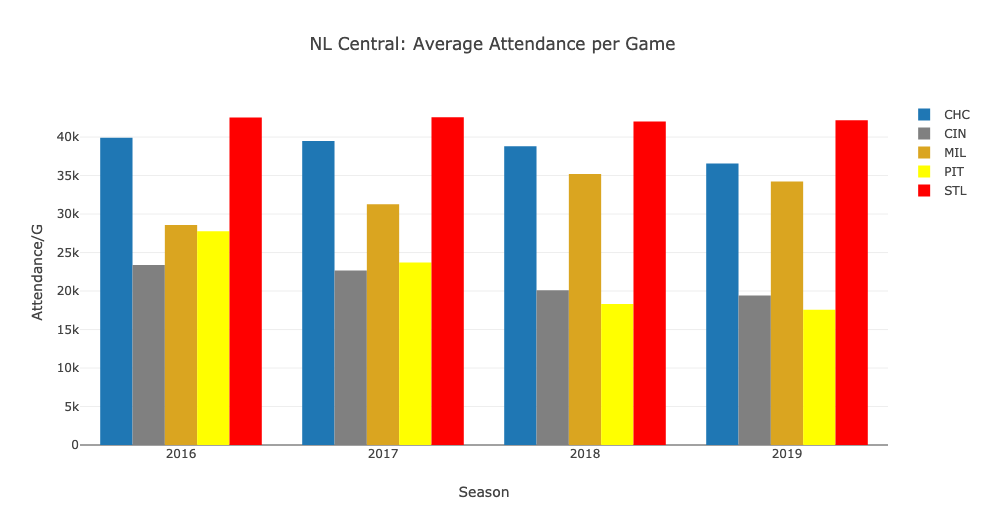 NL Central: Average Attendance per Game
CHC
CIN
MIL
PIT
STL
Attendance/G
40k
35k
30k
25k
20k
15k
10k
5k
0
2016
2017
2018
2019
Season